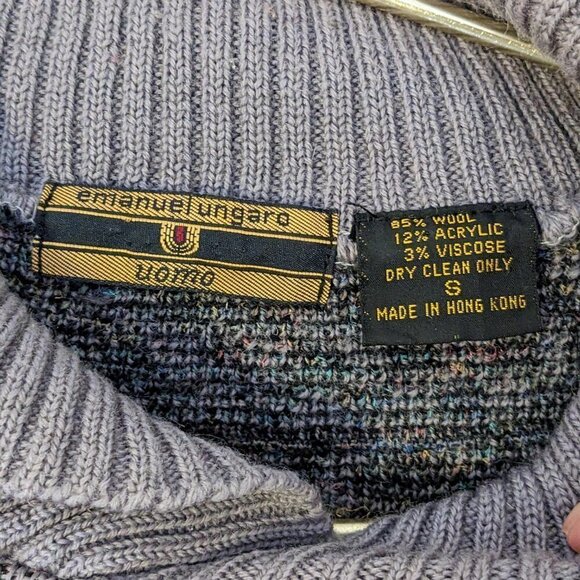 emanuel ungaro
uomo
85% WOOL
12% ACRYLIC
3% VISCOSE
DRY CLEAN ONLY
S
MADE IN HONG KONG